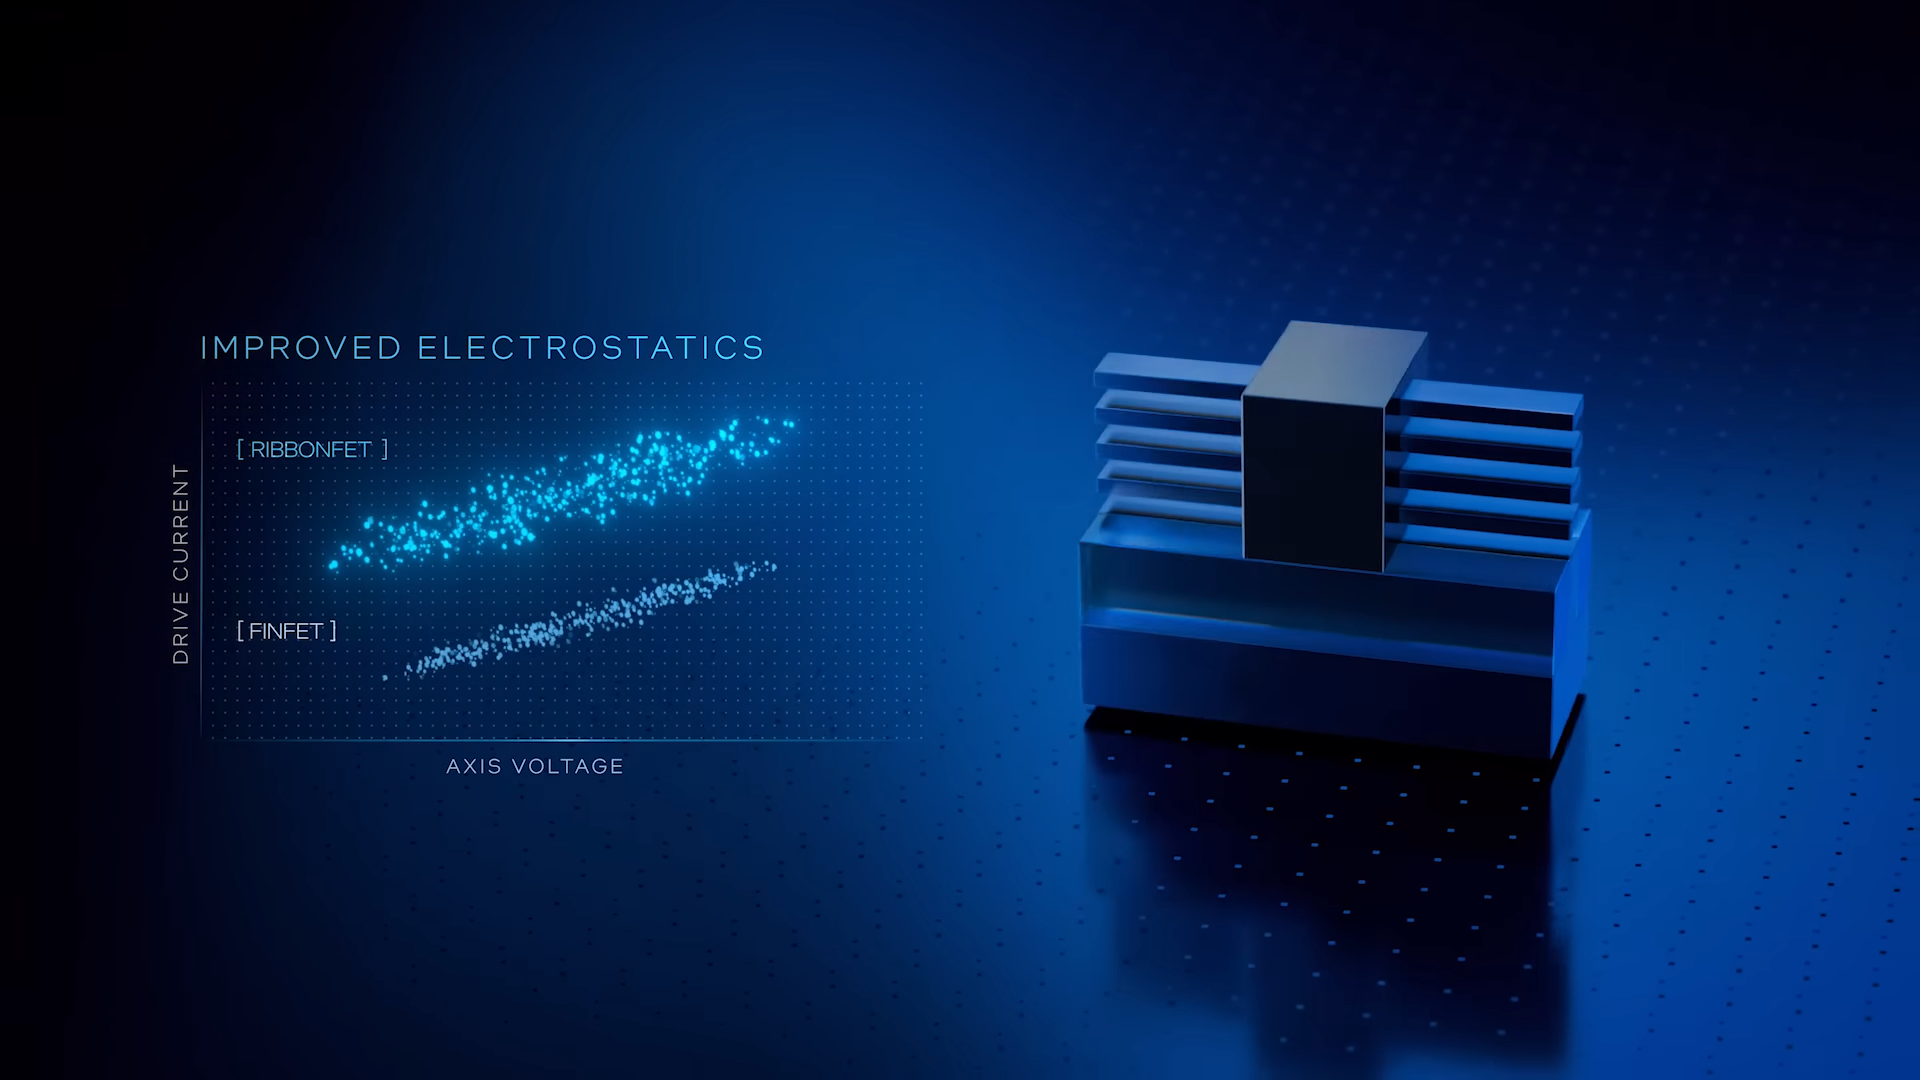 IMPROVED ELECTROSTATICS
[ RIBBONFET ]
DRIVE CURRENT
[ FINFET ]
AXIS VOLTAGE